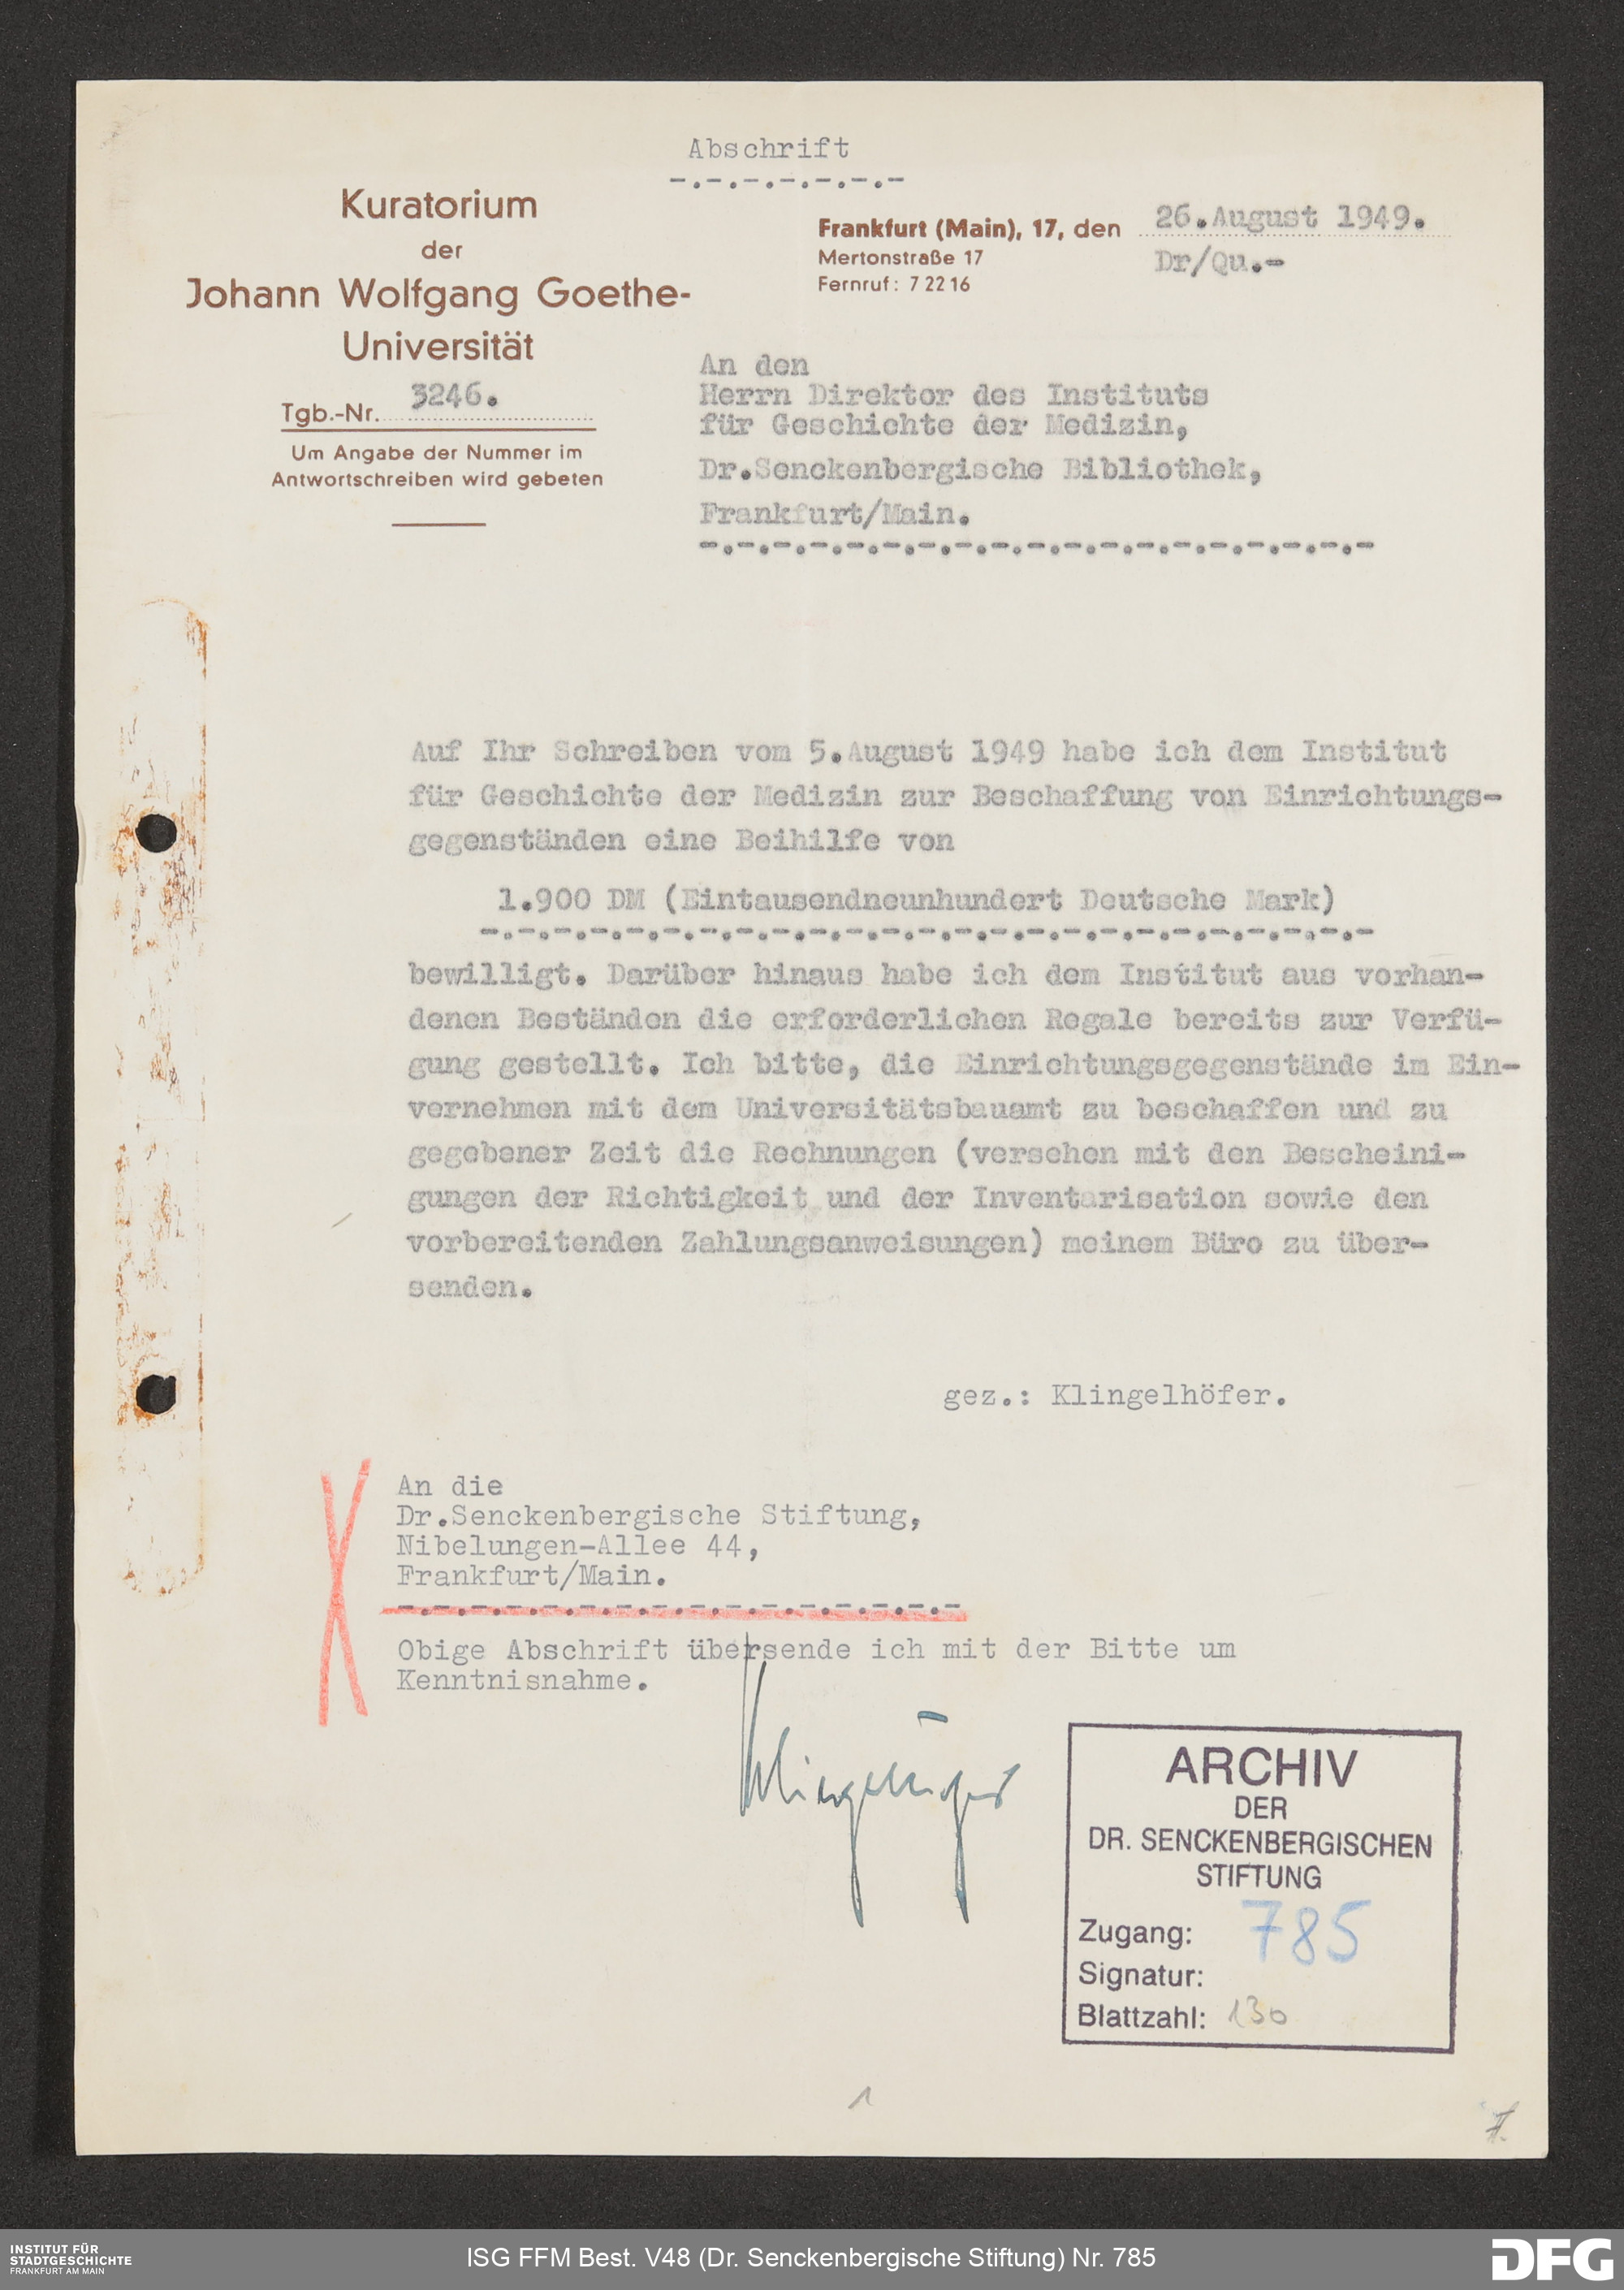 Abschrift
-.-.-.-.-.-.-
Kuratorium
der
Johann Wolfgang Goethe-
Universität
Tgb.-Nr. 3246.
Um Angabe der Nummer im
Antwortschreiben wird gebeten
Frankfurt (Main), 17, den 26.August 1949.
Mertonstraße 17 Dr/Qu.-
Fernruf: 7 22 16
An den
Herrn Direktor des Instituts
für Geschichte der Medizin,
Dr.Senckenbergische Bibliothek,
Frankfurt/Main.
-.-.-.-.-.-.-.-.-.-.-.-.-.-.-.-.-.-.-
Auf Ihr Schreiben vom 5.August 1949 habe ich dem Institut
für Geschichte der Medizin zur Beschaffung von Einrichtungs-
gegenständen eine Beihilfe von
1.900 DM (Eintausendneunhundert Deutsche Mark)
-.-.-.-.-.-.-.-.-.-.-.-.-.-.-.-.-.-.-.-.-.-.-.-.-
bewilligt. Darüber hinaus habe ich dem Institut aus vorhan-
denen Beständen die erforderlichen Regale bereits zur Verfü-
gung gestellt. Ich bitte, die Einrichtungsgegenstände im Ein-
vernehmen mit dem Universitätsbauamt zu beschaffen und zu
gegebener Zeit die Rechnungen (versehen mit den Bescheini-
gungen der Richtigkeit und der Inventarisation sowie den
vorbereitenden Zahlungsanweisungen) meinem Büro zu über-
senden.
gez.: Klingelhöfer.
An die
Dr.Senckenbergische Stiftung,
Nibelungen-Allee 44,
Frankfurt/Main.
-.-.-.-.-.-.-.-.-.-.-.-.-.-.-.-
Obige Abschrift übersende ich mit der Bitte um
Kenntnisnahme.
Klingelhöfer
ARCHIV
DER
DR. SENCKENBERGISCHEN
STIFTUNG
Zugang: 785
Signatur:
Blattzahl: 130
1
INSTITUT FÜR
STADTGESCHICHTE
FRANKFURT AM MAIN
ISG FFM Best. V48 (Dr. Senckenbergische Stiftung) Nr. 785
DFG